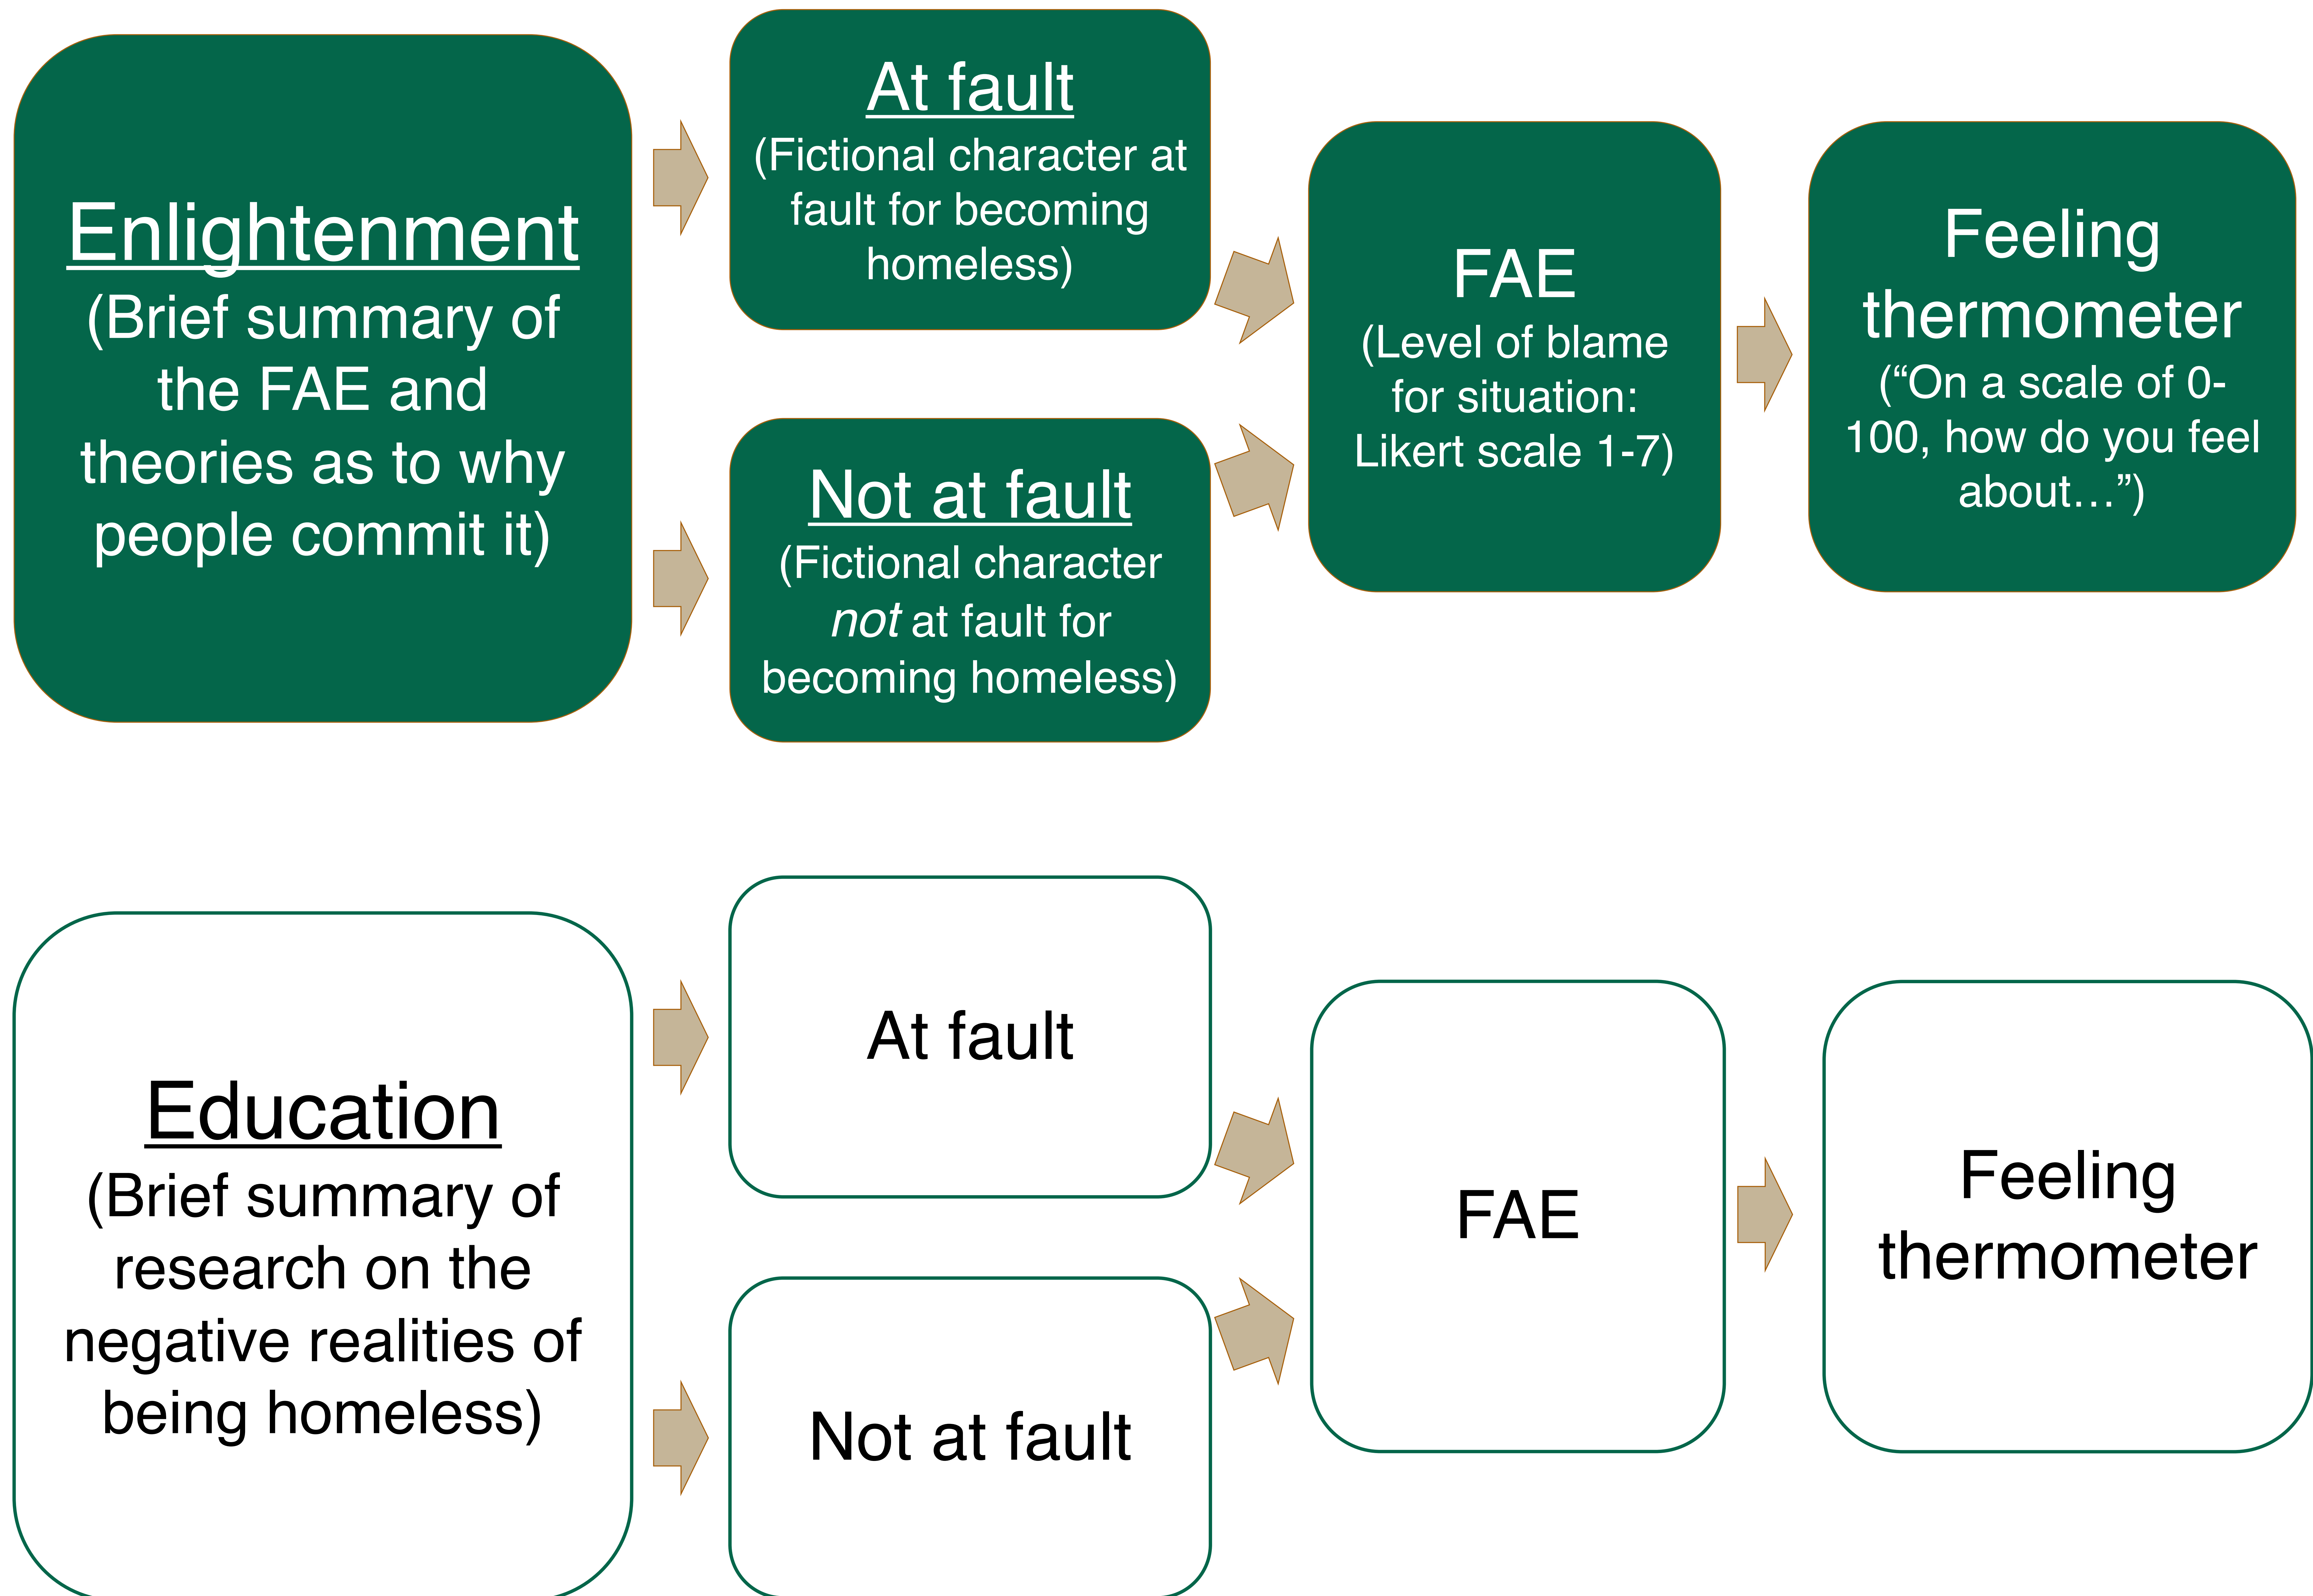 Enlightenment
(Brief summary of
the FAE and
theories as to why
people commit it)
At fault
(Fictional character at
fault for becoming
homeless)
Not at fault
(Fictional character
not at fault for
becoming homeless)
FAE
(Level of blame
for situation:
Likert scale 1-7)
Feeling
thermometer
(“On a scale of 0-
100, how do you feel
about…”)
Education
(Brief summary of
research on the
negative realities of
being homeless)
At fault
Not at fault
FAE
Feeling
thermometer